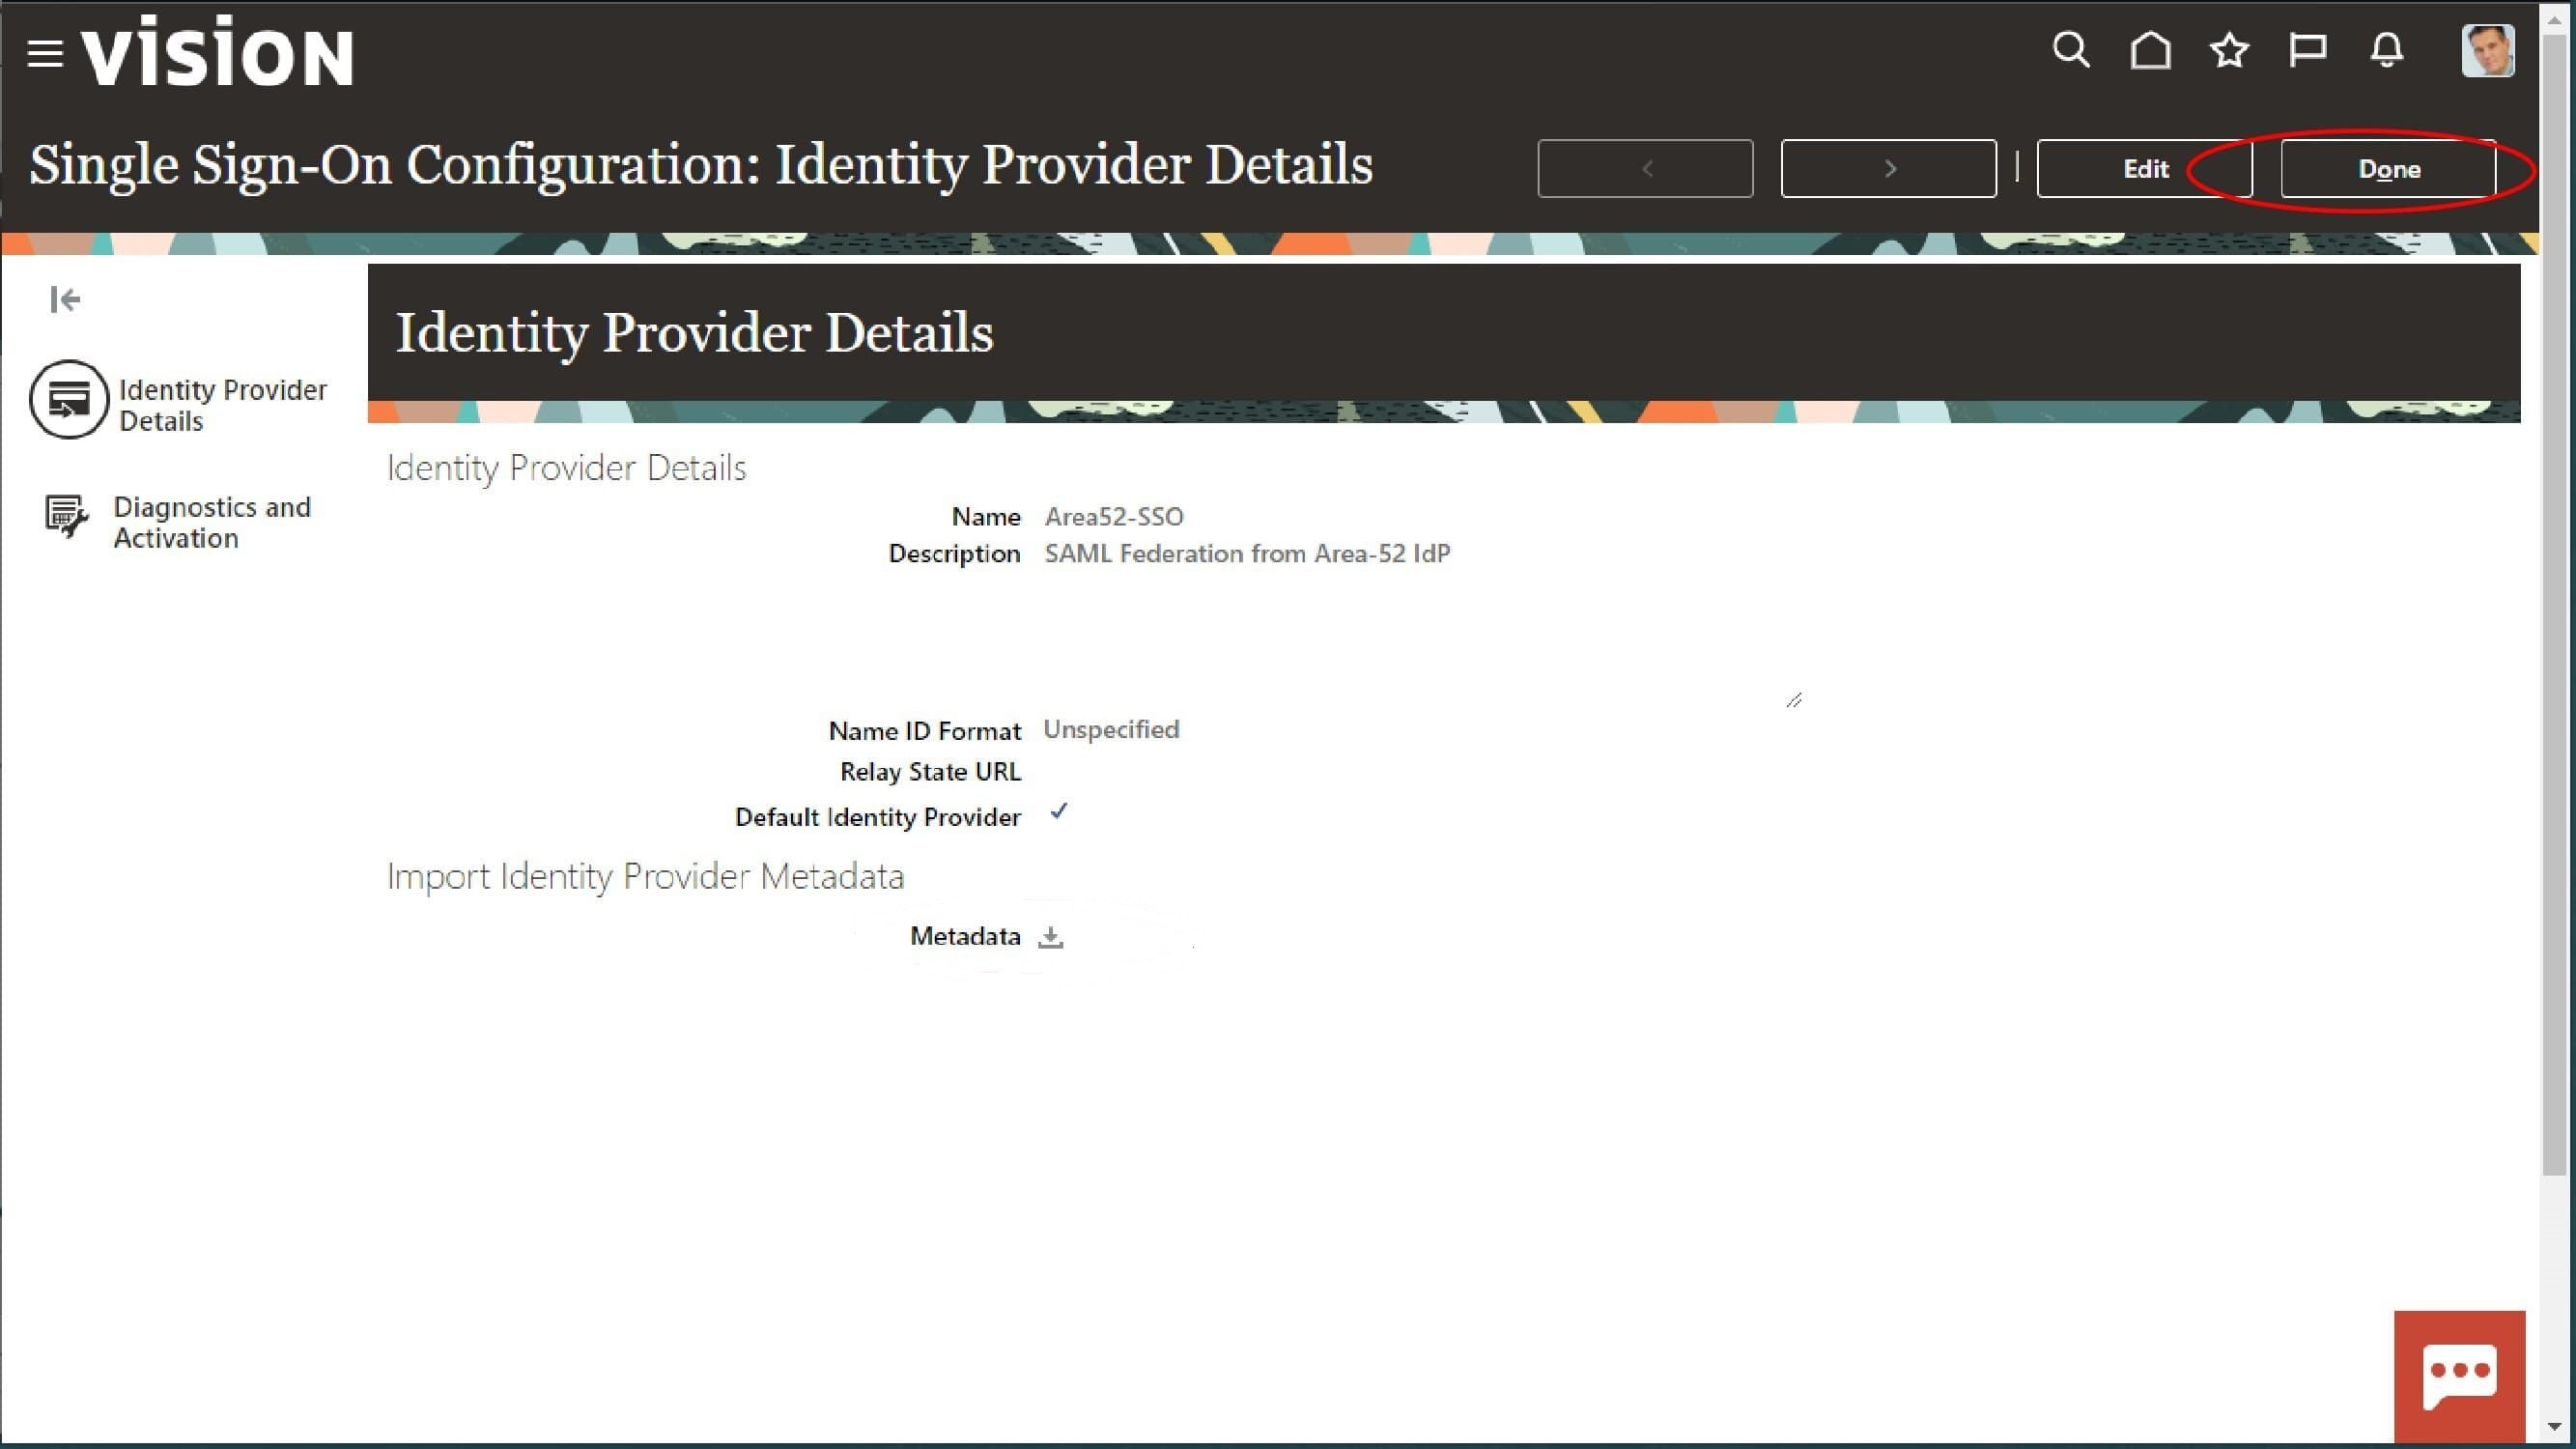 vision
Single Sign-On Configuration: Identity Provider Details
Edit
Done
Identity Provider Details
Identity Provider
Details
Diagnostics and
Activation
Identity Provider Details
Name Area52-SSO
Description SAML Federation from Area-52 IdP
Name ID Format Unspecified
Relay State URL
Default Identity Provider
Import Identity Provider Metadata
Metadata